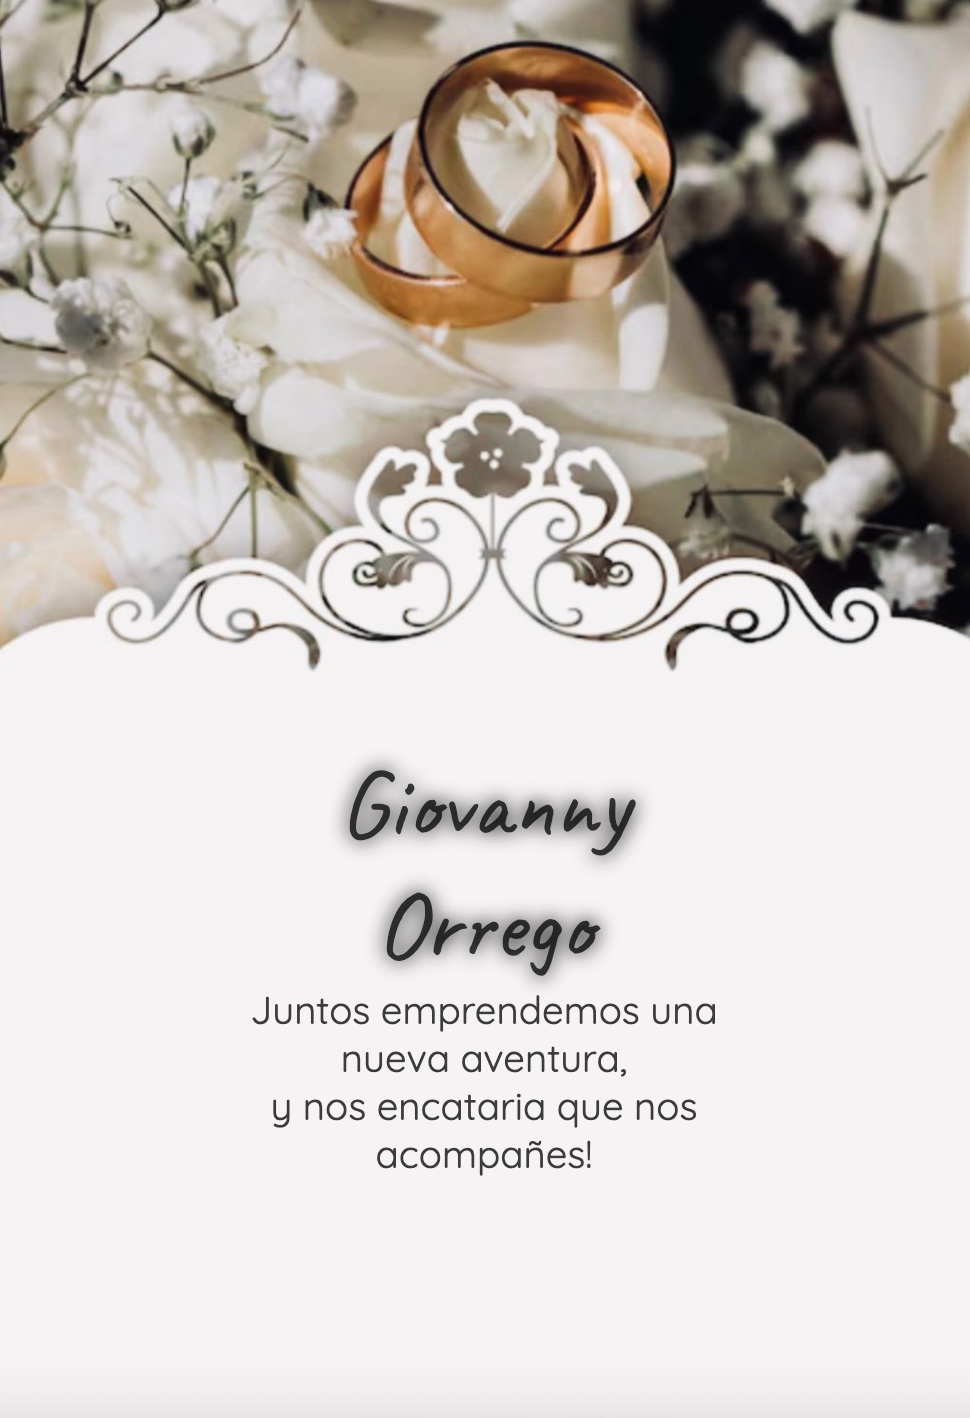 Giovanny
Orrego
Juntos emprendemos una
nueva aventura,
y nos encataria que nos
acompañes!